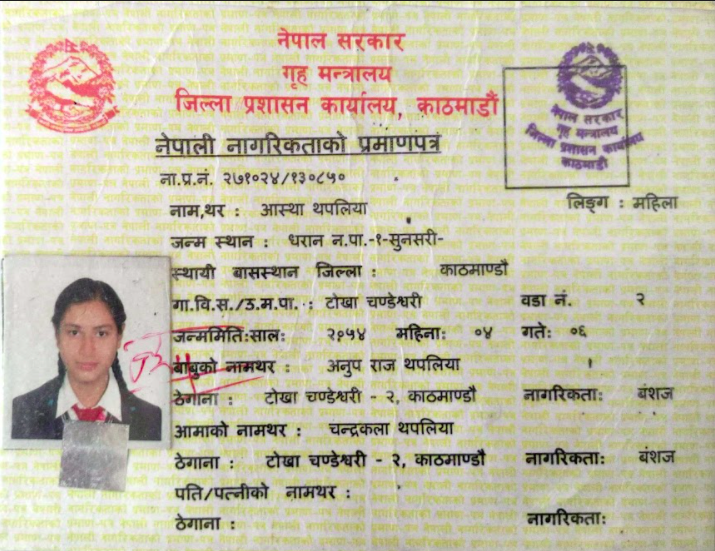 नेपाल सरकार
गृह मन्त्रालय
जिल्ला प्रशासन कार्यालय, काठमाडौं
नेपाल सरकार
गृह मन्त्रालय
जिल्ला प्रशासन कार्यालय
काठमाडौं
नेपाली नागरिकताको प्रमाणपत्र
ना.प्र.नं. २७१०२४/१३०८५०
लिङ्ग : महिला
नाम,थर : आस्था थपलिया
जन्म स्थान : धरान न.पा.-१-सुनसरी-
स्थायी बासस्थान जिल्ला : काठमाण्डौ
गा.वि.स./उ.म.पा. : टोखा चण्डेश्वरी वडा नं. २
जन्ममिति:साल: २०५४ महिना: ०४ गते: ०६
बाबुको नामथर : अनुप राज थपलिया
ठेगाना : टोखा चण्डेश्वरी - २, काठमाण्डौ नागरिकता: बंशज
आमाको नामथर : चन्द्रकला थपलिया
ठेगाना : टोखा चण्डेश्वरी - २, काठमाण्डौ नागरिकता: बंशज
पति/पत्नीको नामथर :
ठेगाना : नागरिकता: